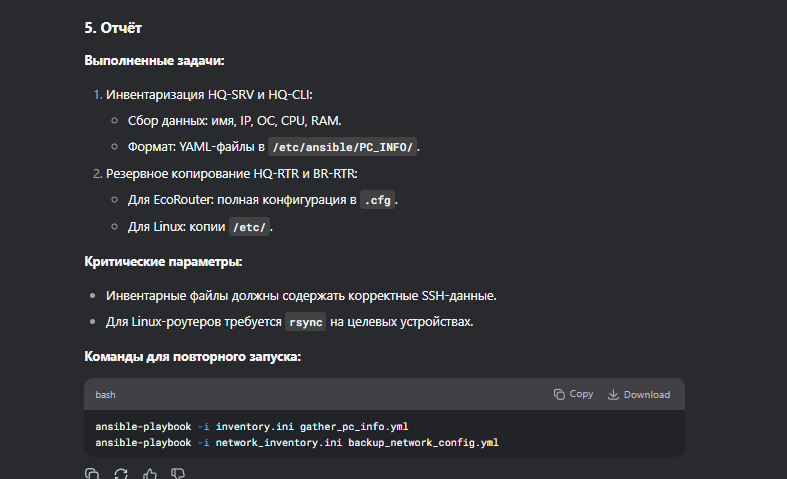 5. Отчёт
Выполненные задачи:
1. Инвентаризация HQ-SRV и HQ-CLI:
Сбор данных: имя, IP, ОС, CPU, RAM.
Формат: YAML-файлы в /etc/ansible/PC_INFO/.
2. Резервное копирование HQ-RTR и BR-RTR:
Для EcoRouter: полная конфигурация в .cfg.
Для Linux: копии /etc/.
Критические параметры:
Инвентарные файлы должны содержать корректные SSH-данные.
Для Linux-роутеров требуется rsync на целевых устройствах.
Команды для повторного запуска:
bash Copy Download
ansible-playbook -i inventory.ini gather_pc_info.yml
ansible-playbook -i network_inventory.ini backup_network_config.yml